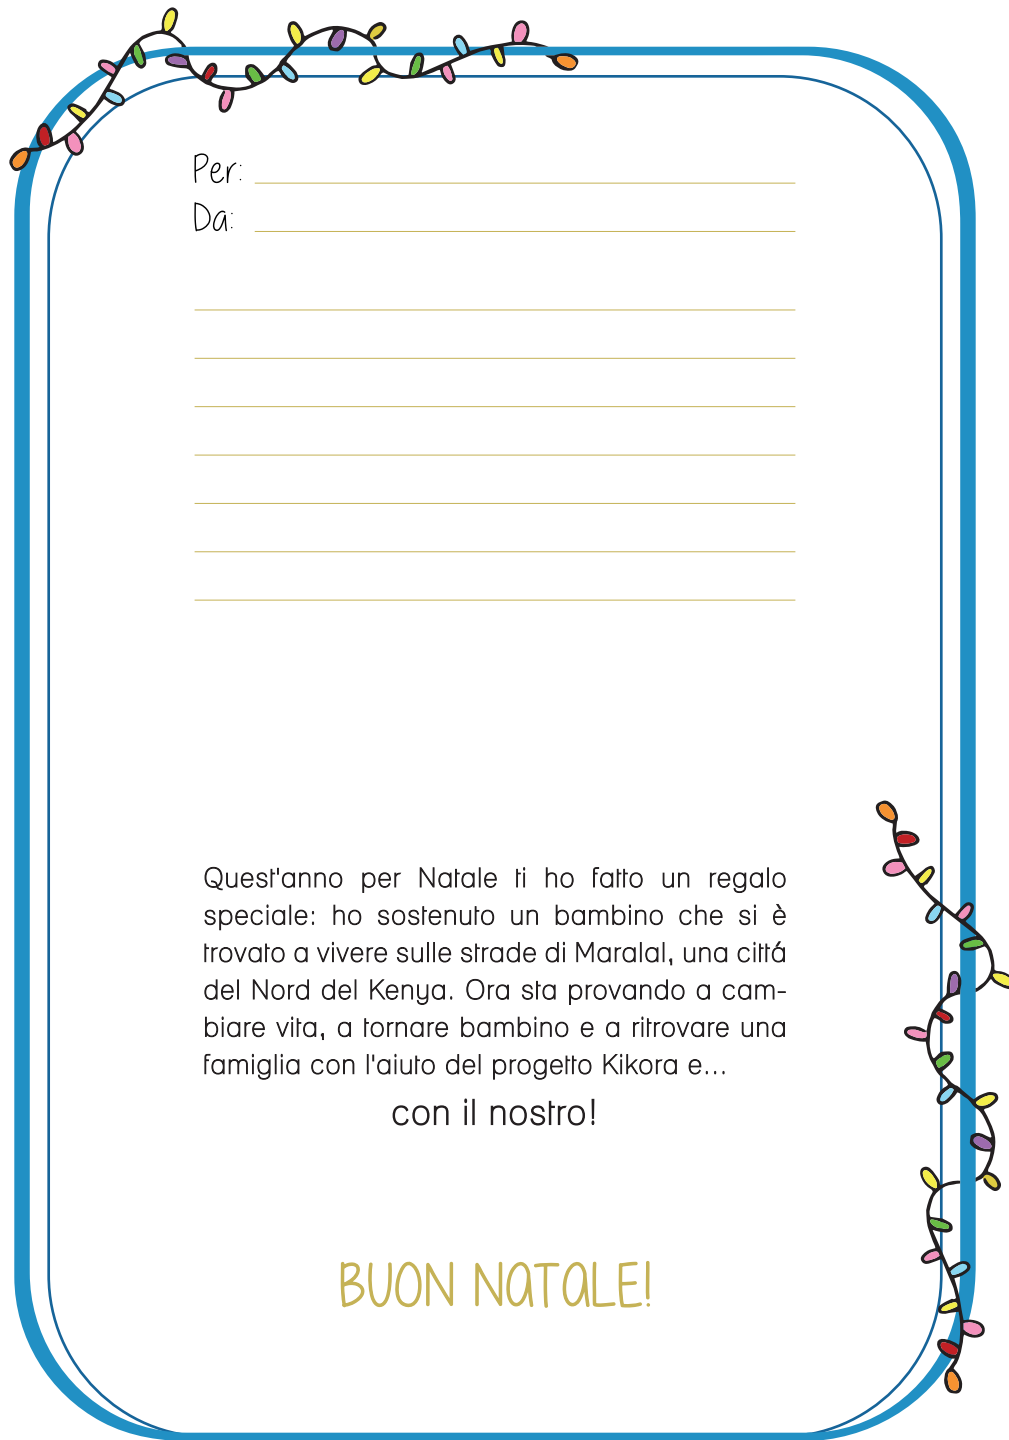 Per:
Da:
Quest'anno per Natale ti ho fatto un regalo
speciale: ho sostenuto un bambino che si è
trovato a vivere sulle strade di Maralal, una cittá
del Nord del Kenya. Ora sta provando a cam-
biare vita, a tornare bambino e a ritrovare una
famiglia con l'aiuto del progetto Kikora e...
con il nostro!
BUON NATALE!